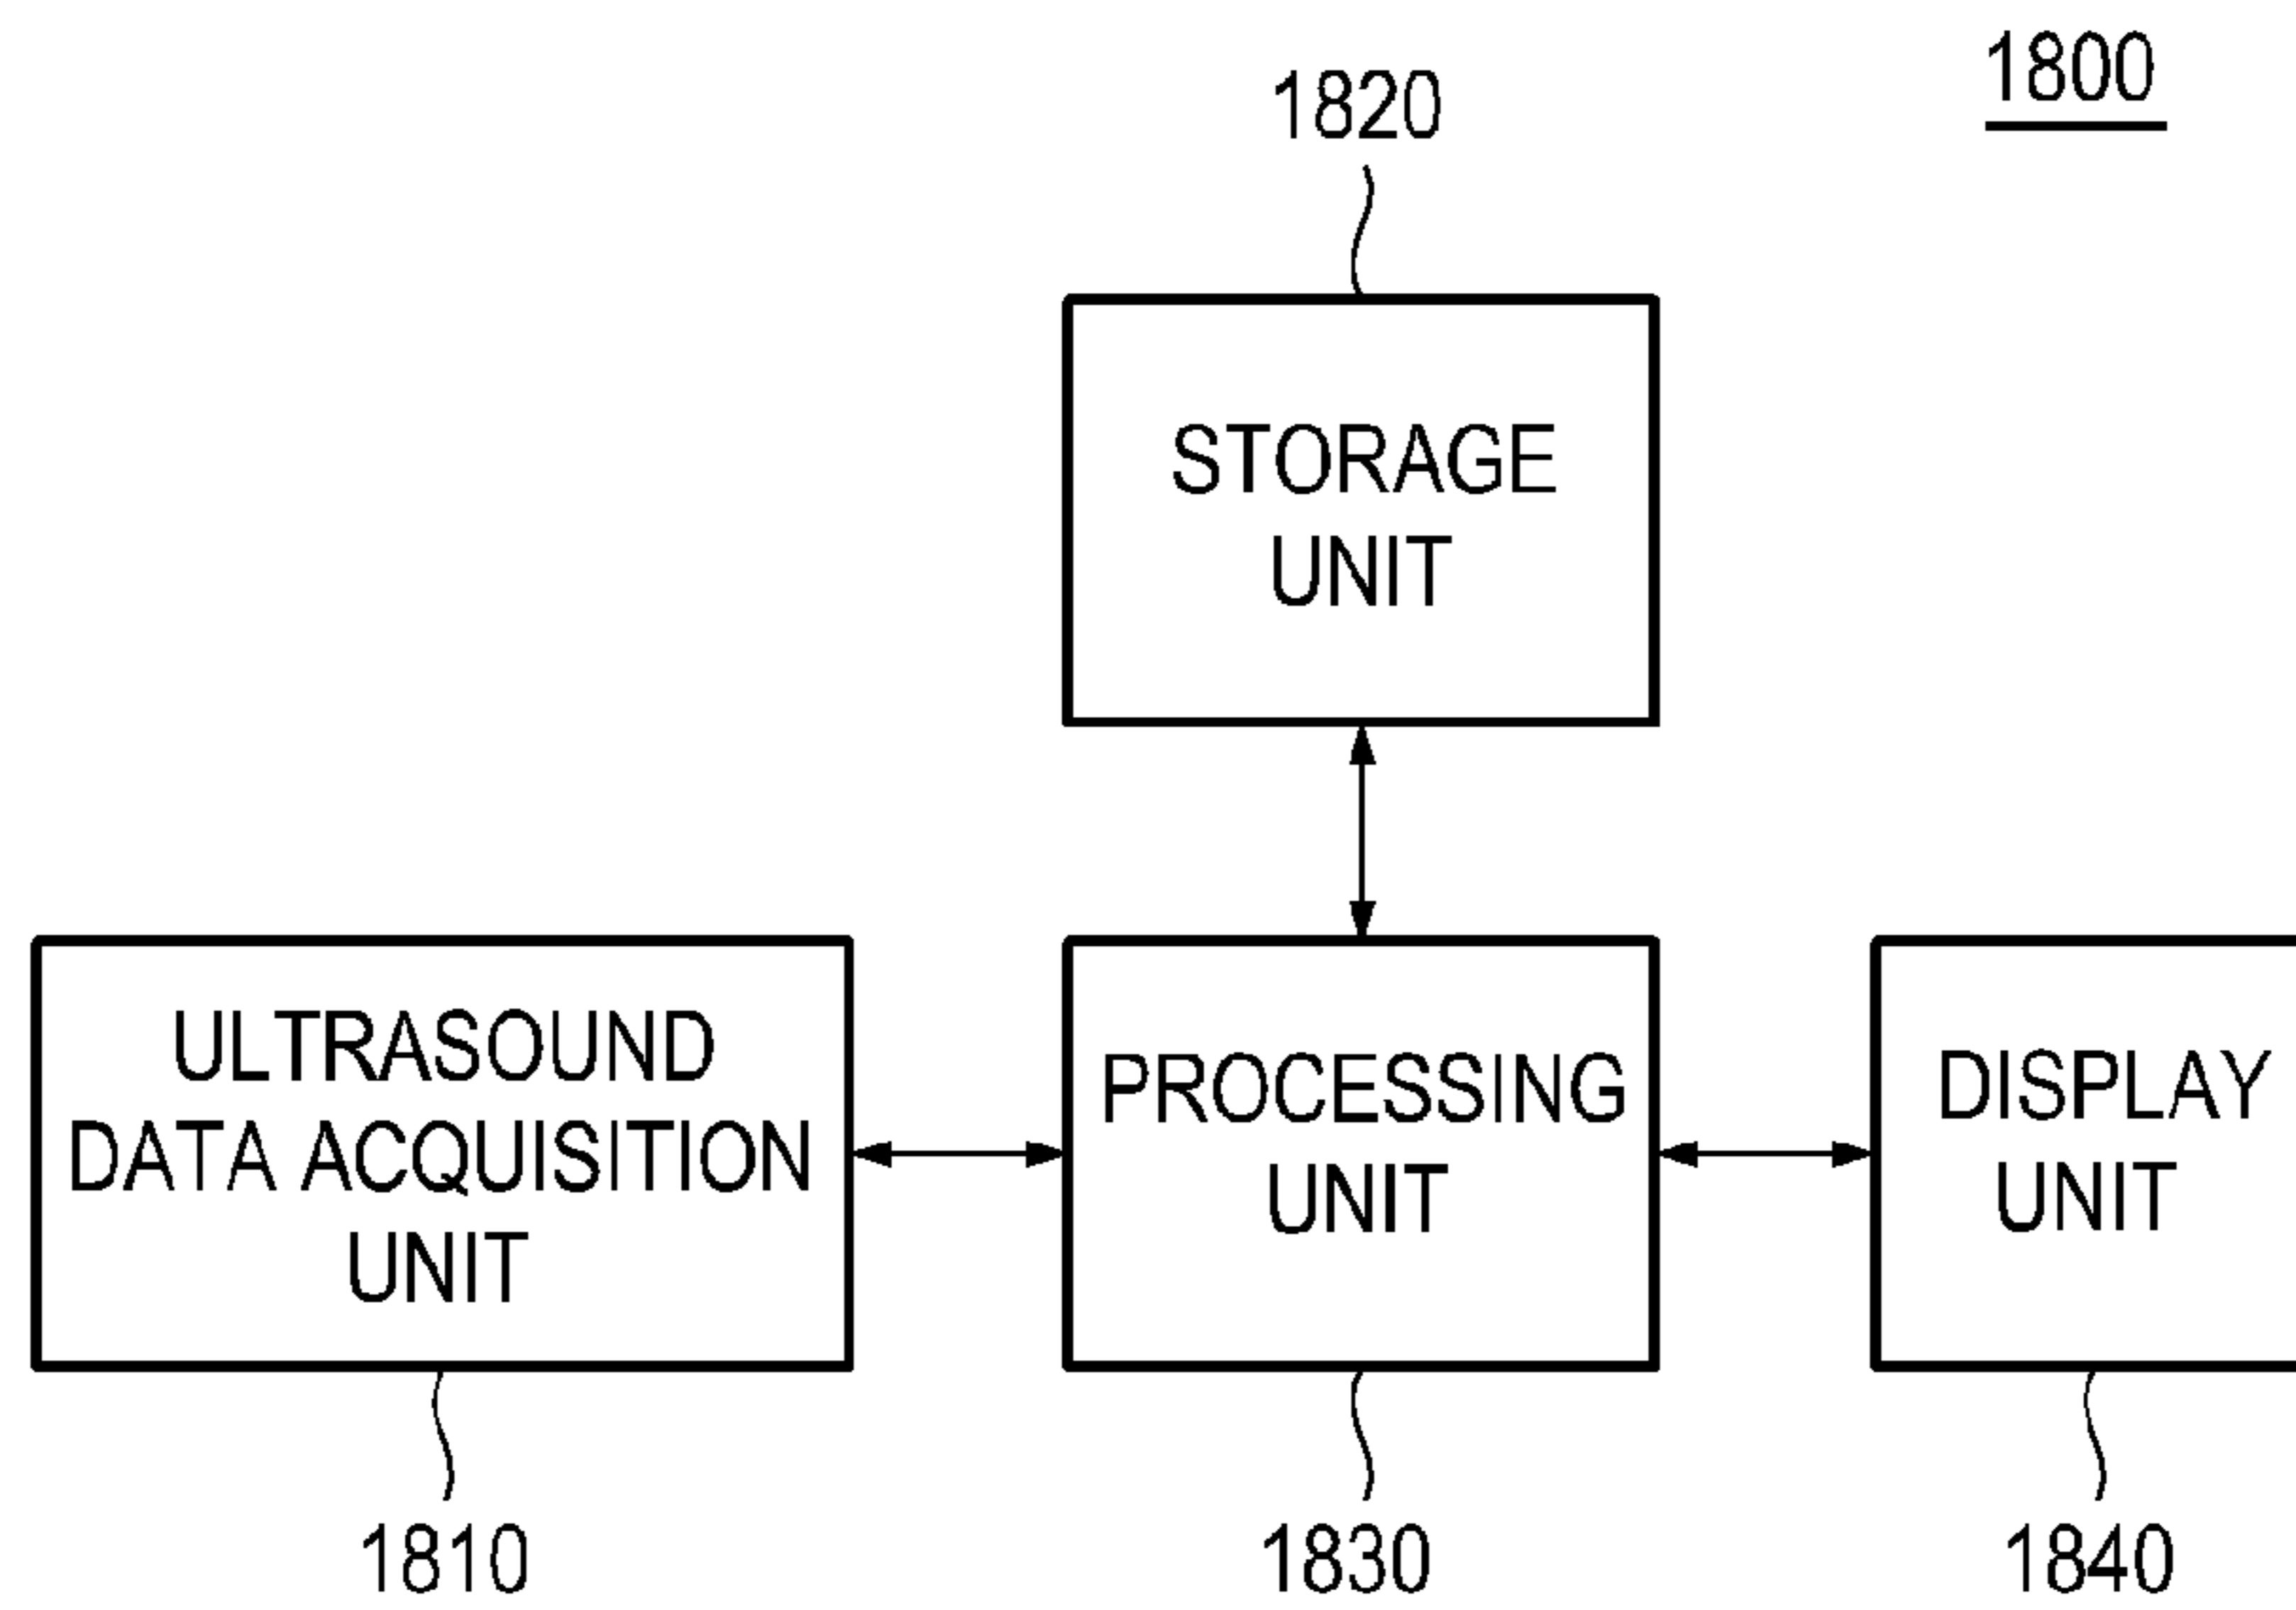 1800
1820
STORAGE
UNIT
ULTRASOUND
DATA ACQUISITION
UNIT
PROCESSING
UNIT
DISPLAY
UNIT
1810
1830
1840